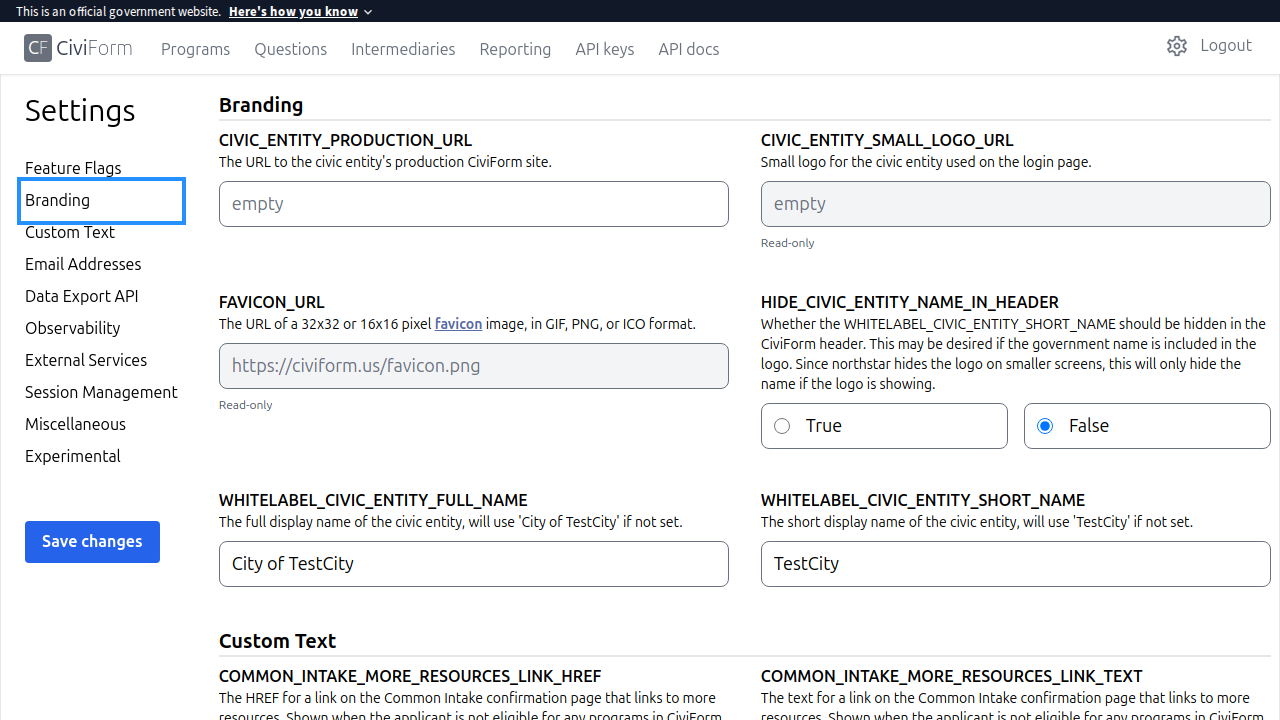 This is an official government website. Here's how you know
CF CiviForm Programs Questions Intermediaries Reporting API keys API docs Logout
Settings
Feature Flags
Branding
Custom Text
Email Addresses
Data Export API
Observability
External Services
Session Management
Miscellaneous
Experimental
Save changes
Branding
CIVIC_ENTITY_PRODUCTION_URL
The URL to the civic entity's production CiviForm site.
empty
CIVIC_ENTITY_SMALL_LOGO_URL
Small logo for the civic entity used on the login page.
empty
Read-only
FAVICON_URL
The URL of a 32x32 or 16x16 pixel favicon image, in GIF, PNG, or ICO format.
https://civiform.us/favicon.png
Read-only
HIDE_CIVIC_ENTITY_NAME_IN_HEADER
Whether the WHITELABEL_CIVIC_ENTITY_SHORT_NAME should be hidden in the
CiviForm header. This may be desired if the government name is included in the
logo. Since northstar hides the logo on smaller screens, this will only hide the
name if the logo is showing.
True
False
WHITELABEL_CIVIC_ENTITY_FULL_NAME
The full display name of the civic entity, will use 'City of TestCity' if not set.
City of TestCity
WHITELABEL_CIVIC_ENTITY_SHORT_NAME
The short display name of the civic entity, will use 'TestCity' if not set.
TestCity
Custom Text
COMMON_INTAKE_MORE_RESOURCES_LINK_HREF
The HREF for a link on the Common Intake confirmation page that links to more
resources. Shown when the applicant is not eligible for any programs in CiviForm.
COMMON_INTAKE_MORE_RESOURCES_LINK_TEXT
The text for a link on the Common Intake confirmation page that links to more
resources. Shown when the applicant is not eligible for any programs in CiviForm.